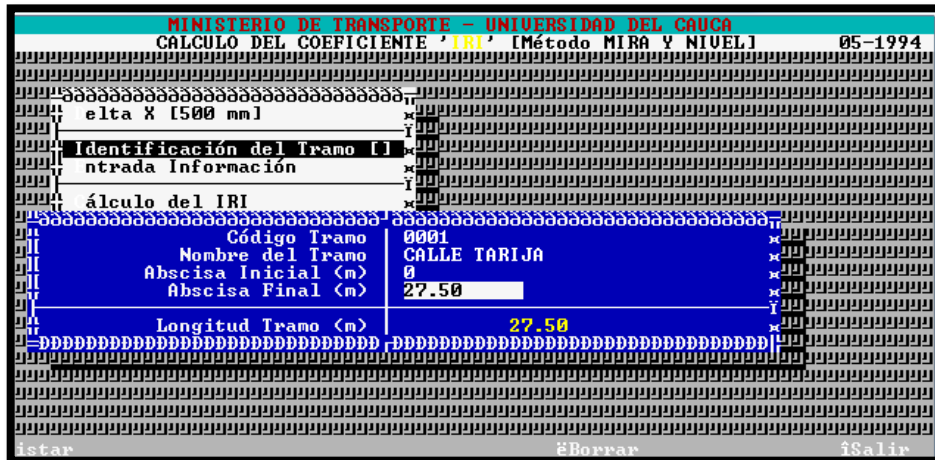 MINISTERIO DE TRANSPORTE - UNIVERSIDAD DEL CAUCA
CALCULO DEL COEFICIENTE 'IRI' [Método MIRA Y NIVEL] 05-1994
elta X [500 mm]
Identificación del Tramo []
ntrada Información
álculo del IRI
Código Tramo 0001
Nombre del Tramo CALLE TARIJA
Abscisa Inicial (m) 0
Abscisa Final (m) 27.50
Longitud Tramo (m) 27.50
istar ëBorrar îSalir